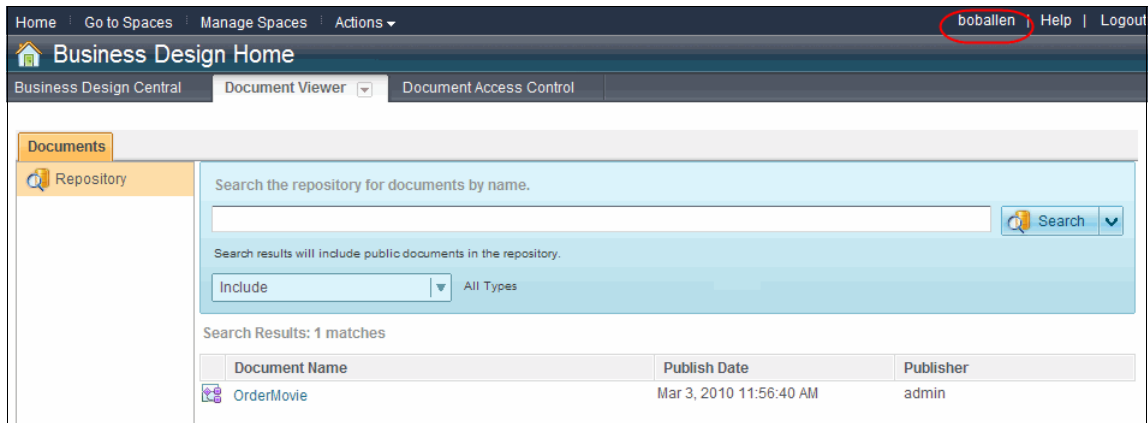 Home Go to Spaces Manage Spaces Actions boballen | Help | Logout
Business Design Home
Business Design Central Document Viewer Document Access Control
Documents
Repository
Search the repository for documents by name.
Search
Search results will include public documents in the repository.
Include All Types
Search Results: 1 matches
Document Name Publish Date Publisher
OrderMovie Mar 3, 2010 11:56:40 AM admin